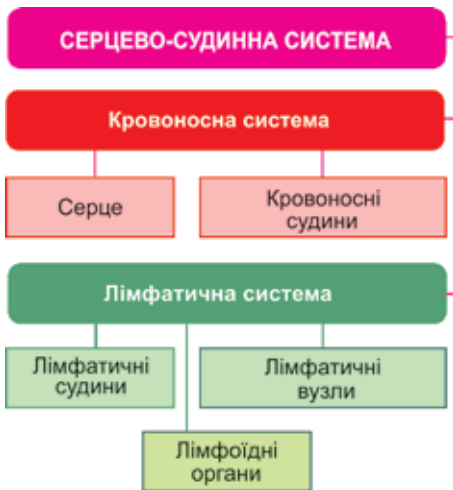 СЕРЦЕВО-СУДИННА СИСТЕМА
Кровоносна система
Серце
Кровоносні
судини
Лімфатична система
Лімфатичні
судини
Лімфатичні
вузли
Лімфоїдні
органи